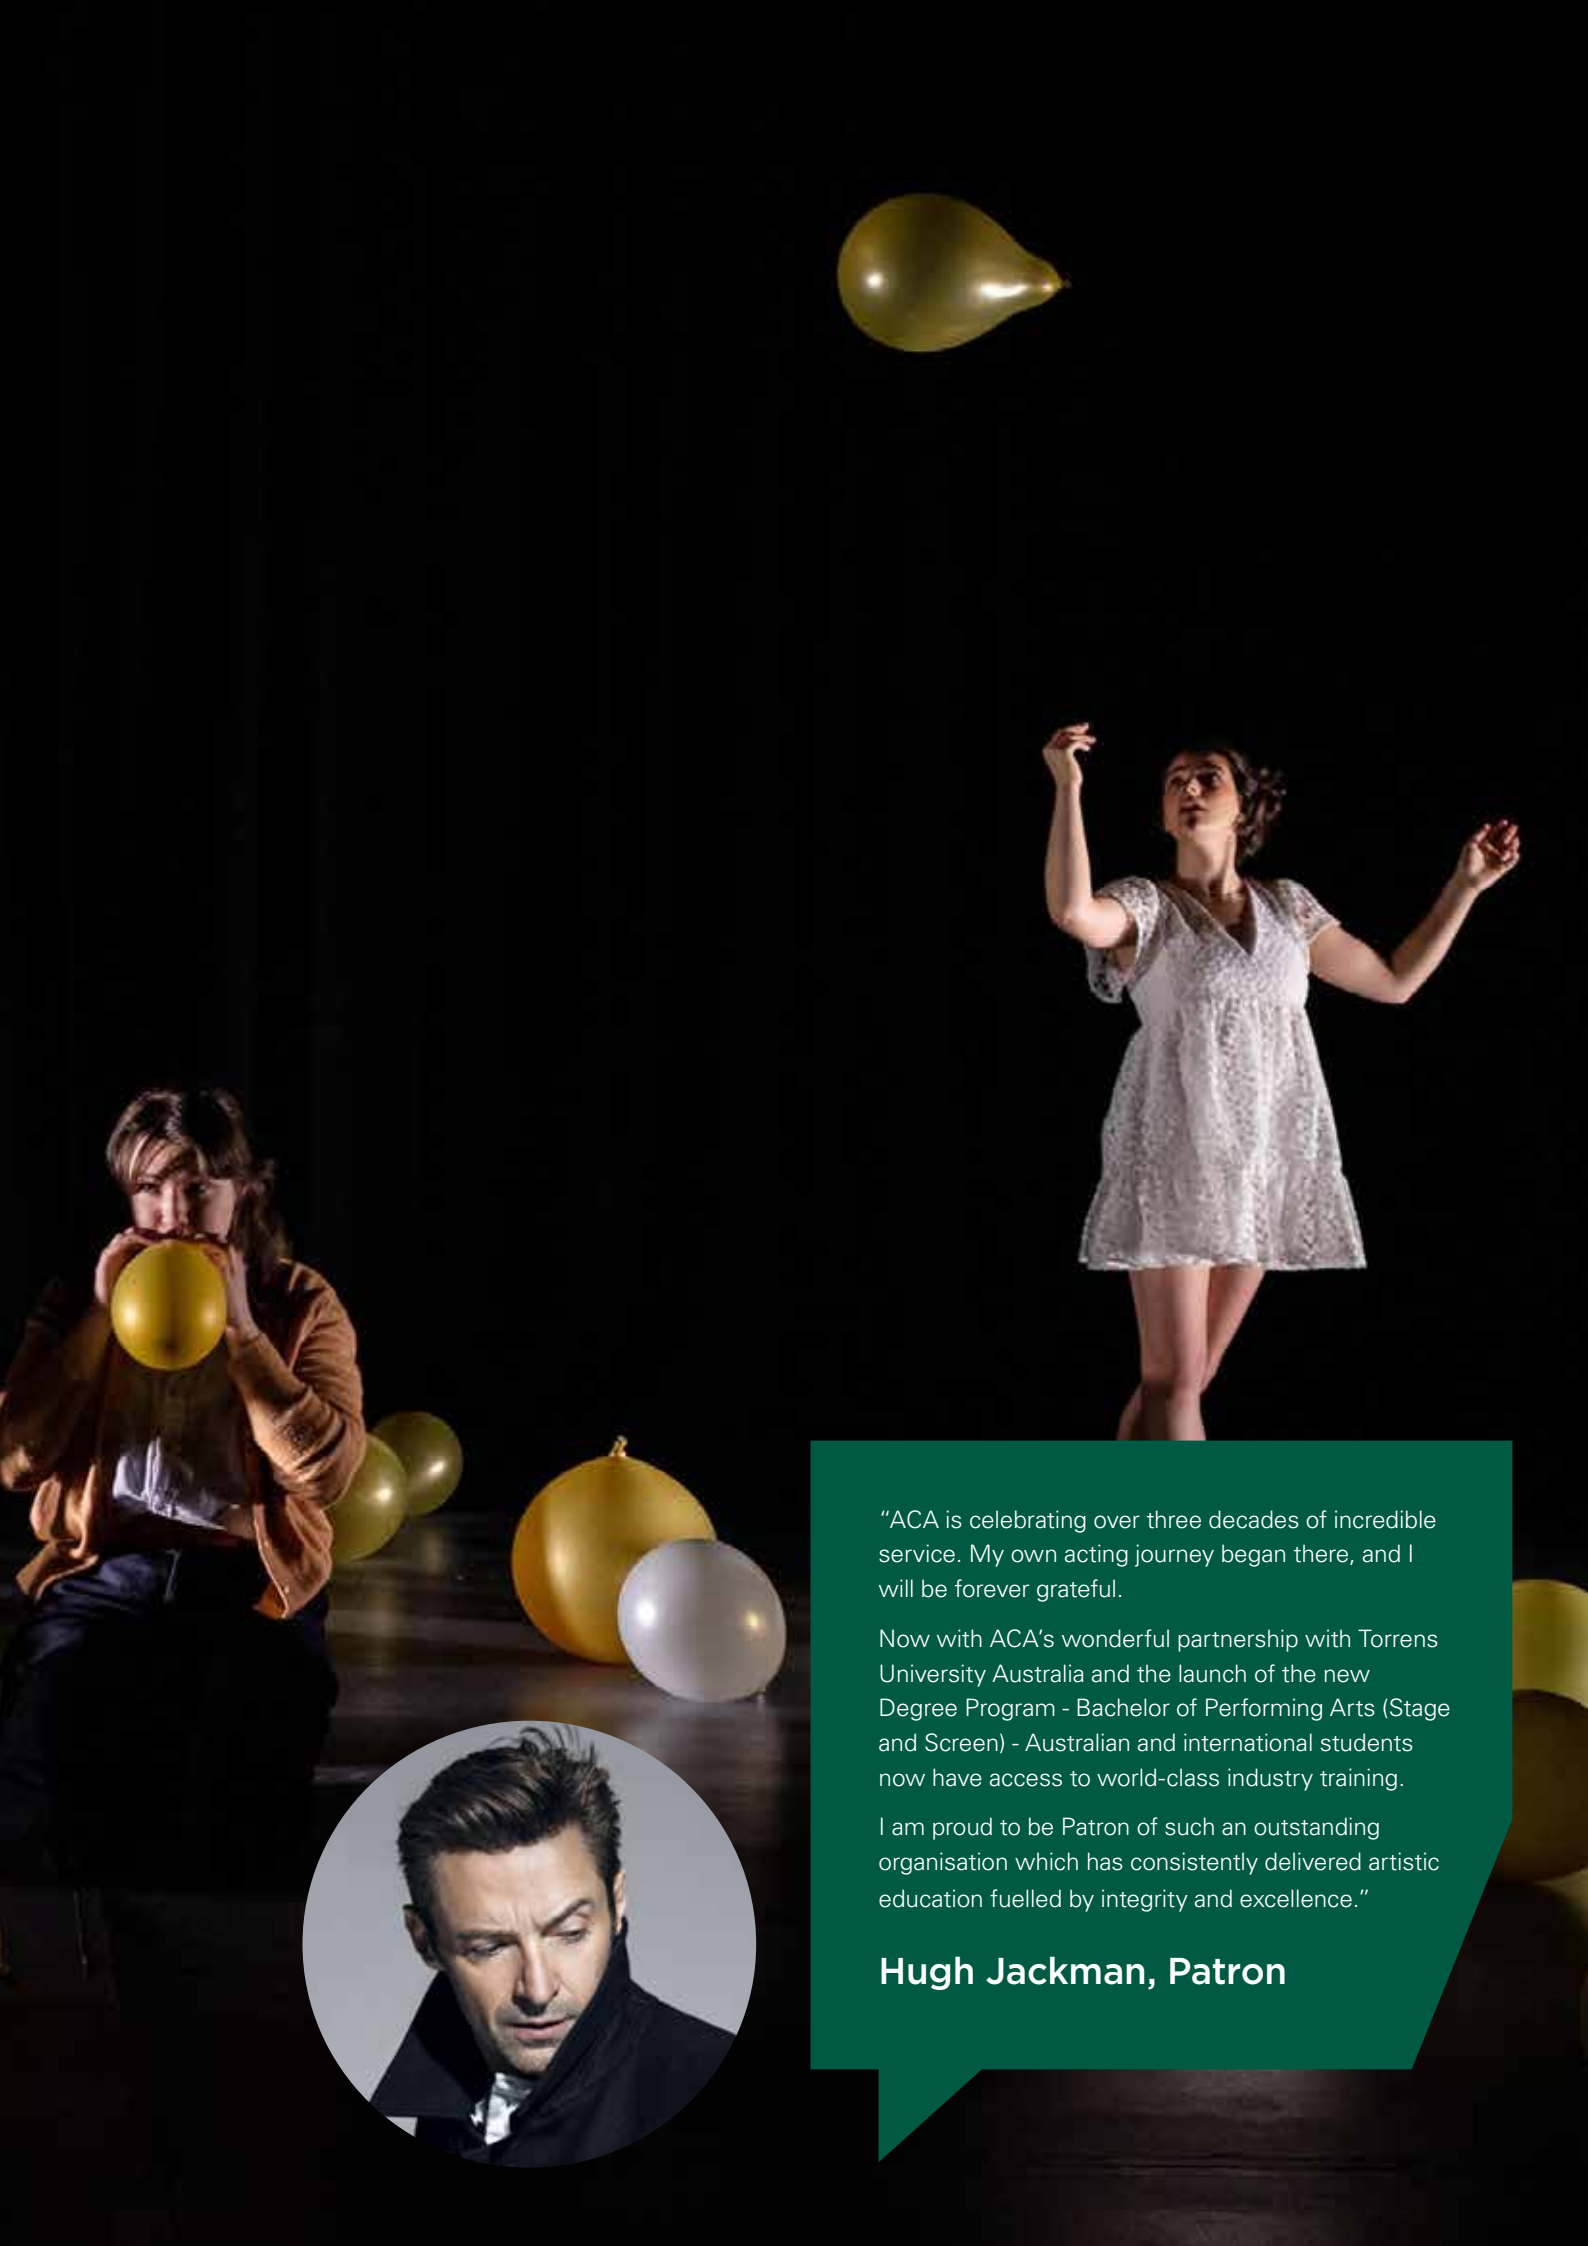 “ACA is celebrating over three decades of incredible
service. My own acting journey began there, and I
will be forever grateful.
Now with ACA’s wonderful partnership with Torrens
University Australia and the launch of the new
Degree Program - Bachelor of Performing Arts (Stage
and Screen) - Australian and international students
now have access to world-class industry training.
I am proud to be Patron of such an outstanding
organisation which has consistently delivered artistic
education fuelled by integrity and excellence.”
Hugh Jackman, Patron